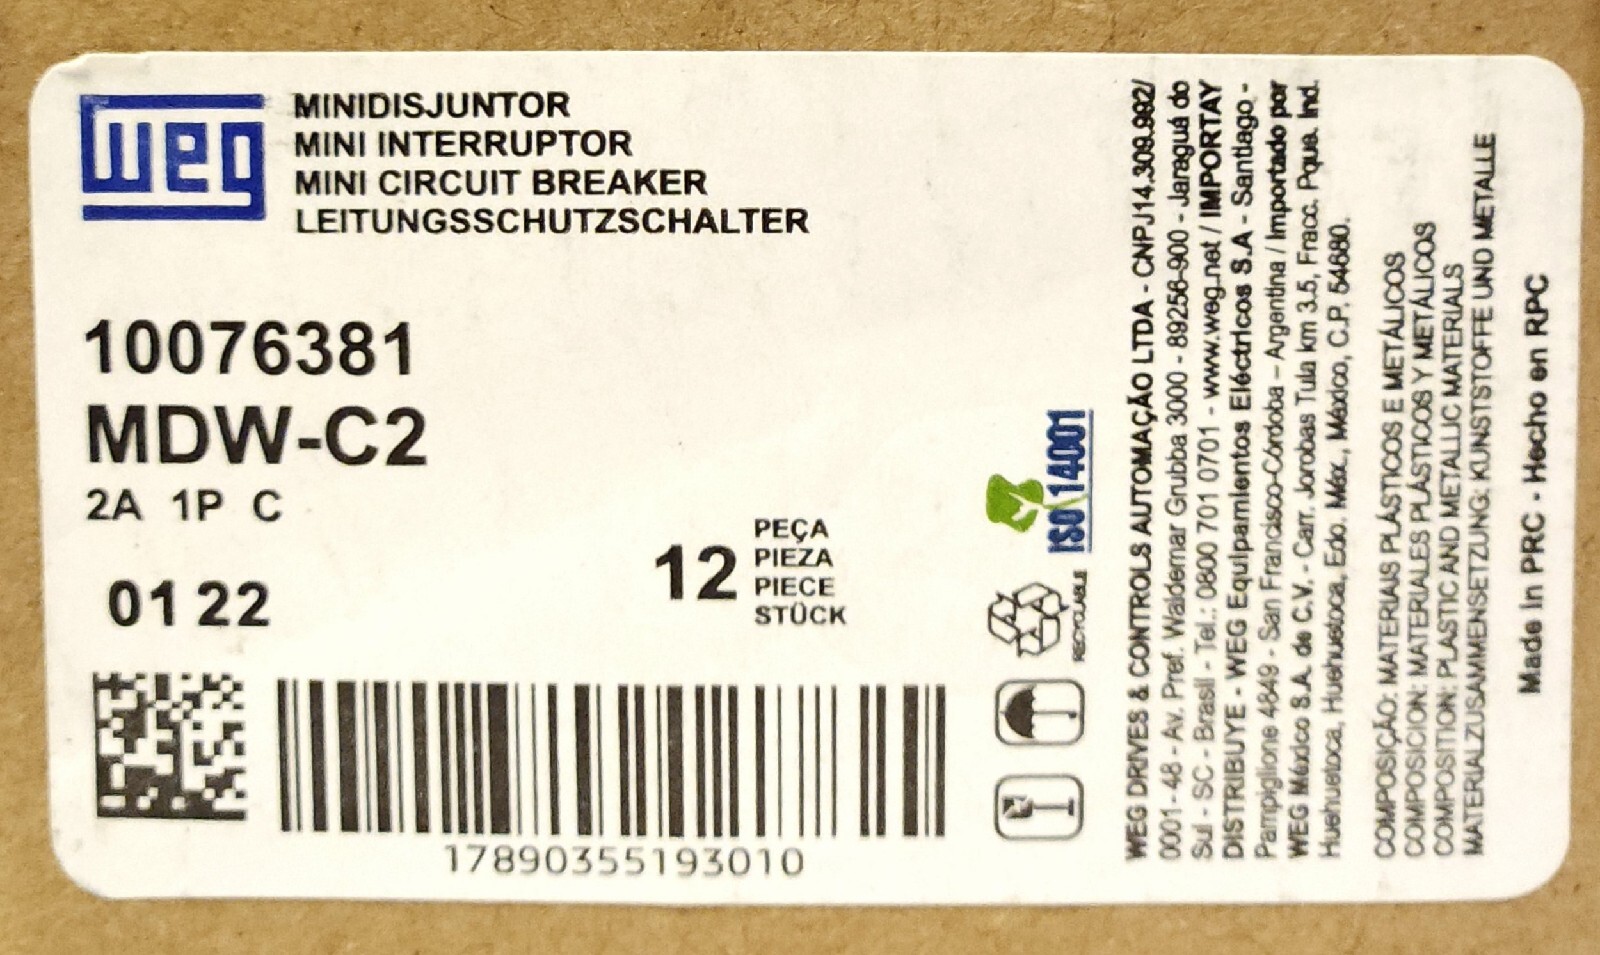 weg
MINIDISJUNTOR
MINI INTERRUPTOR
MINI CIRCUIT BREAKER
LEITUNGSSCHUTZSCHALTER
10076381
MDW-C2
2A 1P C
01 22
12
PEÇA
PIEZA
PIECE
STÜCK
17890355193010
ISO 14001
RECYCLABLE
WEG DRIVES & CONTROLS AUTOMAÇÃO LTDA - CNPJ14.309.992/
0001-48 - Av. Pref. Waldemar Grubba 3000 - 89256-900 - Jaraguá do
Sul - SC - Brasil - Tel.: 0800 701 0701 - www.weg.net / IMPORTAY
DISTRIBUYE - WEG Equipamientos Eléctricos S.A - Santiago -
Pampiglione 4849 - San Francisco-Córdoba – Argentina / Importado por
WEG México S.A. de C.V. - Carr. Jorobas Tula km 3.5, Fracc. Pque. Ind.
Huehuetoca, Huehuetoca, Edo. Méx., México, C.P. 54680.
COMPOSIÇÃO: MATERIAIS PLÁSTICOS E METÁLICOS
COMPOSICION: MATERIALES PLÁSTICOS Y METÁLICOS
COMPOSITION: PLASTIC AND METALLIC MATERIALS
MATERIALZUSAMMENSETZUNG: KUNSTSTOFFE UND METALLE
Made in PRC - Hecho en RPC